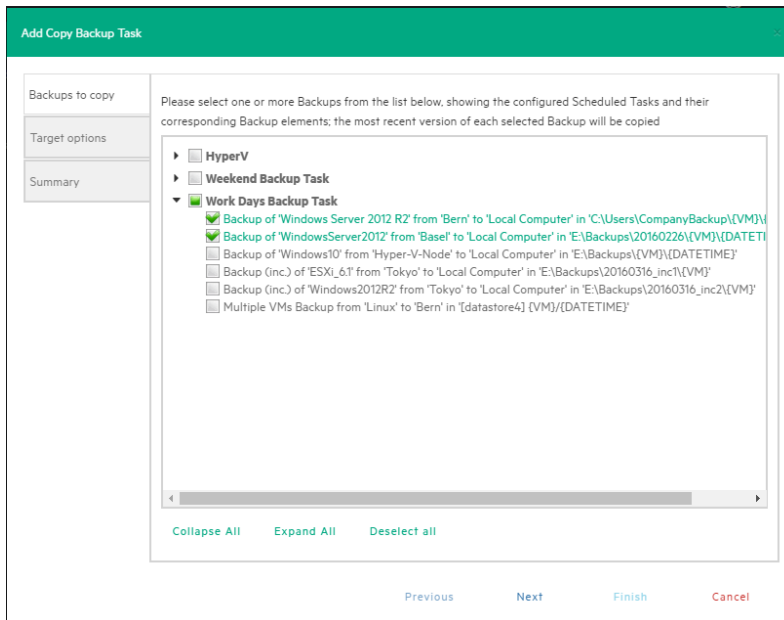 Add Copy Backup Task
Backups to copy
Target options
Summary
Please select one or more Backups from the list below, showing the configured Scheduled Tasks and their
corresponding Backup elements; the most recent version of each selected Backup will be copied
HyperV
Weekend Backup Task
Work Days Backup Task
Backup of 'Windows Server 2012 R2' from 'Bern' to 'Local Computer' in 'C:\Users\CompanyBackup\{VM}\
Backup of 'WindowsServer2012' from 'Basel' to 'Local Computer' in 'E:\Backups\20160226\{VM}\{DATETI
Backup of 'Windows10' from 'Hyper-V-Node' to 'Local Computer' in 'E:\Backups\{VM}\{DATETIME}'
Backup (inc.) of 'ESXi_6.1' from 'Tokyo' to 'Local Computer' in 'E:\Backups\20160316_inc1\{VM}'
Backup (inc.) of 'Windows2012R2' from 'Tokyo' to 'Local Computer' in 'E:\Backups\20160316_inc2\{VM}'
Multiple VMs Backup from 'Linux' to 'Bern' in '[datastore4] {VM}/{DATETIME}'
Collapse All Expand All Deselect all
Previous Next Finish Cancel